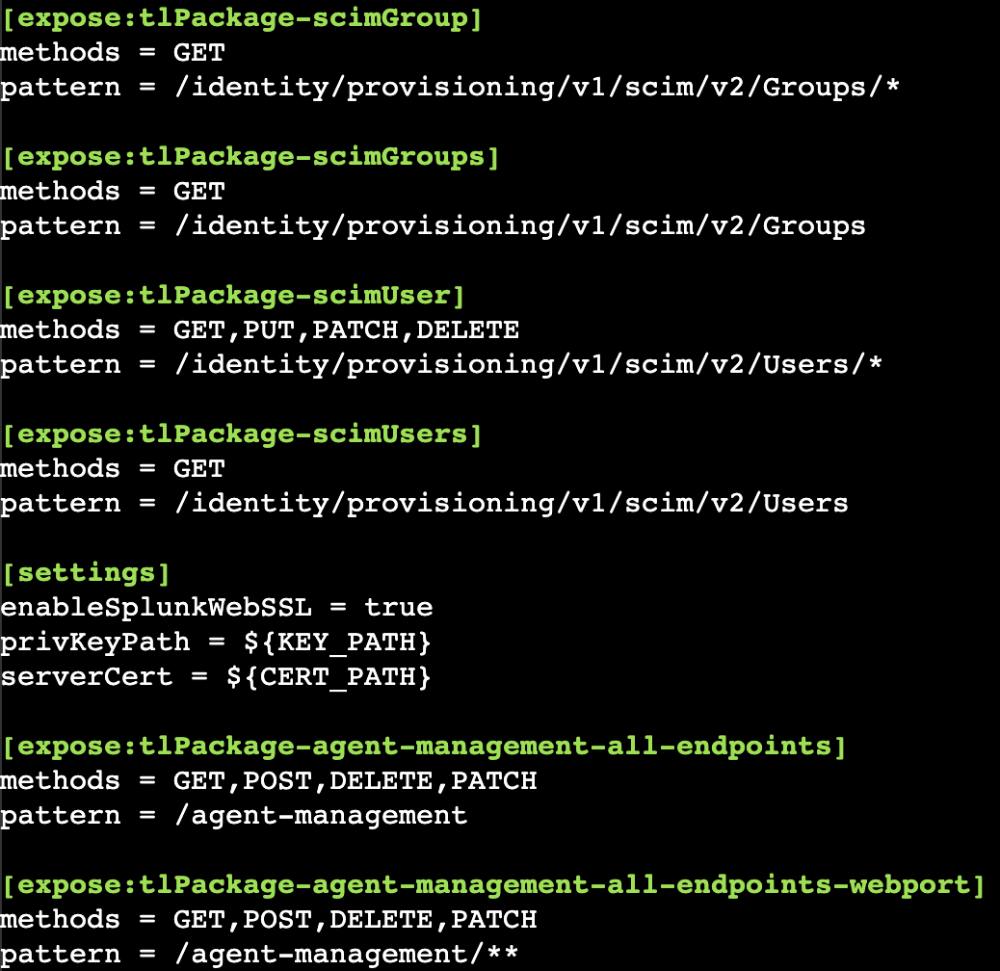 [expose:tlPackage-scimGroup]
methods = GET
pattern = /identity/provisioning/v1/scim/v2/Groups/*
[expose:tlPackage-scimGroups]
methods = GET
pattern = /identity/provisioning/v1/scim/v2/Groups
[expose:tlPackage-scimUser]
methods = GET,PUT,PATCH,DELETE
pattern = /identity/provisioning/v1/scim/v2/Users/*
[expose:tlPackage-scimUsers]
methods = GET
pattern = /identity/provisioning/v1/scim/v2/Users
[settings]
enableSplunkWebSSL = true
privKeyPath = ${KEY_PATH}
serverCert = ${CERT_PATH}
[expose:tlPackage-agent-management-all-endpoints]
methods = GET,POST,DELETE,PATCH
pattern = /agent-management
[expose:tlPackage-agent-management-all-endpoints-webport]
methods = GET,POST,DELETE,PATCH
pattern = /agent-management/**